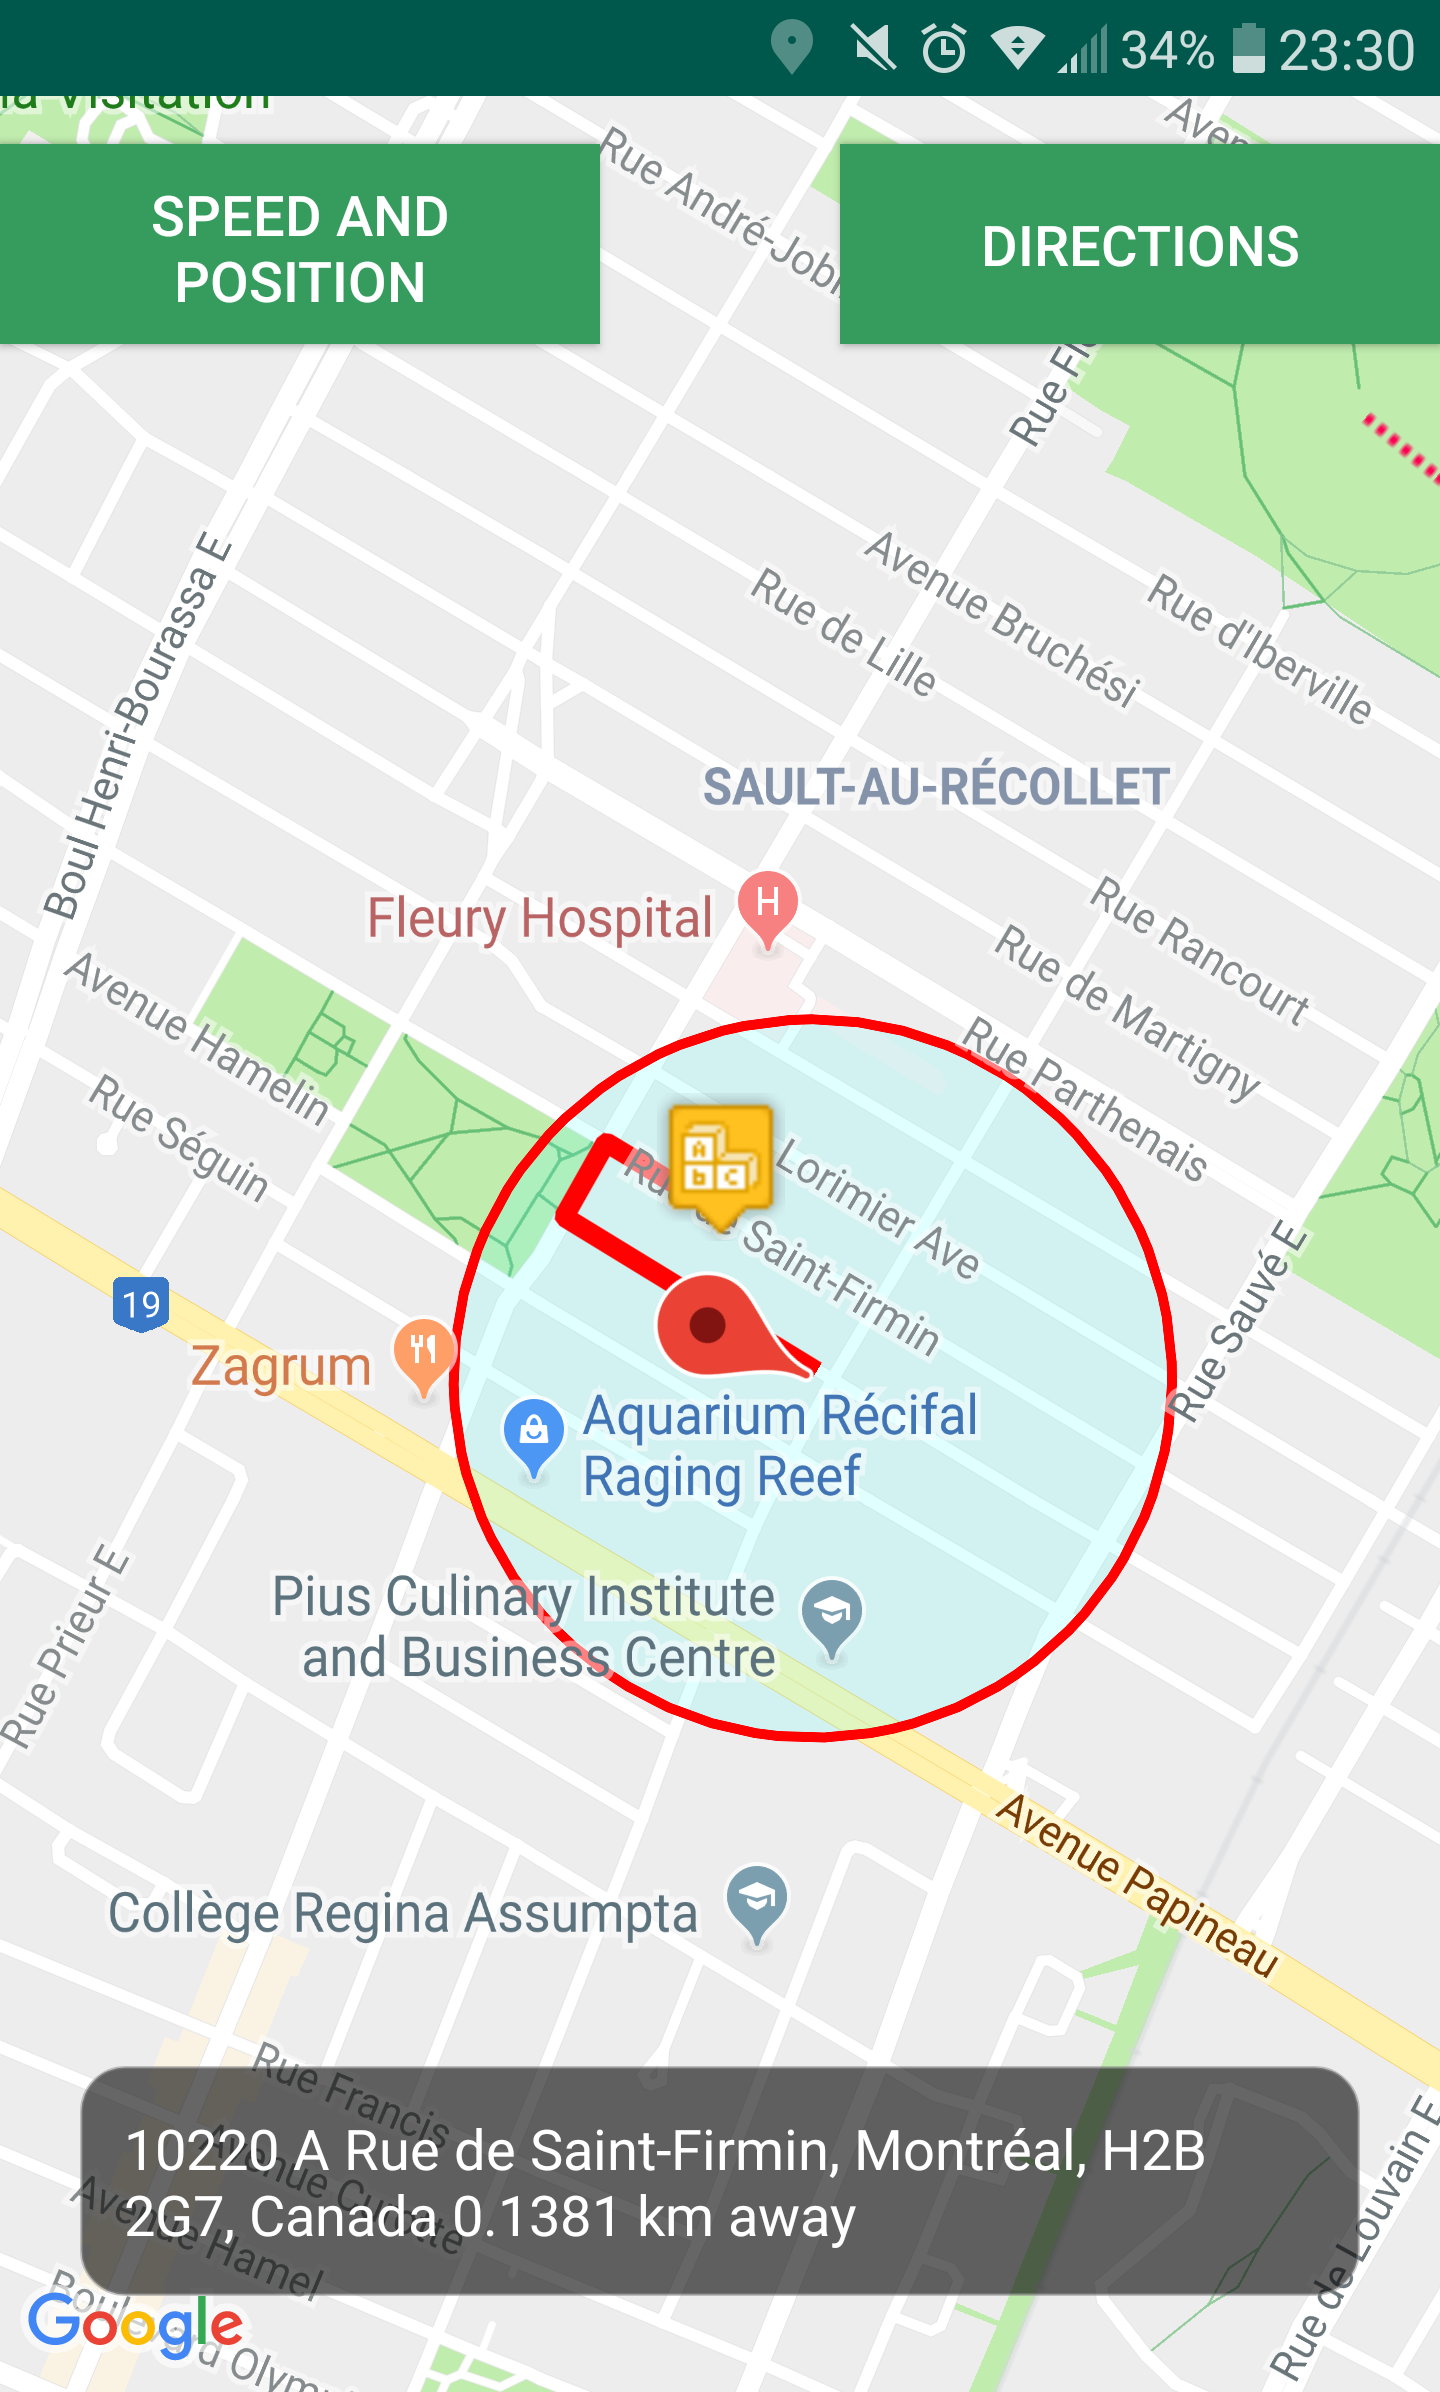 34% 23:30
la Visitation
SPEED AND
POSITION
DIRECTIONS
Rue André-Jobi
Rue d'Iberville
Avenue Bruchési
Rue de Lille
Boul Henri-Bourassa E
SAULT-AU-RÉCOLLET
H
Fleury Hospital
Rue Rancourt
Rue de Martigny
Rue Parthenais
Avenue Hamelin
Rue Séguin
A
B C
Lorimier Ave
Rue de Saint-Firmin
Rue Sauvé E
19
Zagrum
Aquarium Récifal
Raging Reef
Pius Culinary Institute
and Business Centre
Rue Prieur E
Avenue Papineau
Collège Regina Assumpta
Rue Francis
Avenue Curotte
Avenue Hamel
10220 A Rue de Saint-Firmin, Montréal, H2B
2G7, Canada 0.1381 km away
Rue de Louvain E
Google